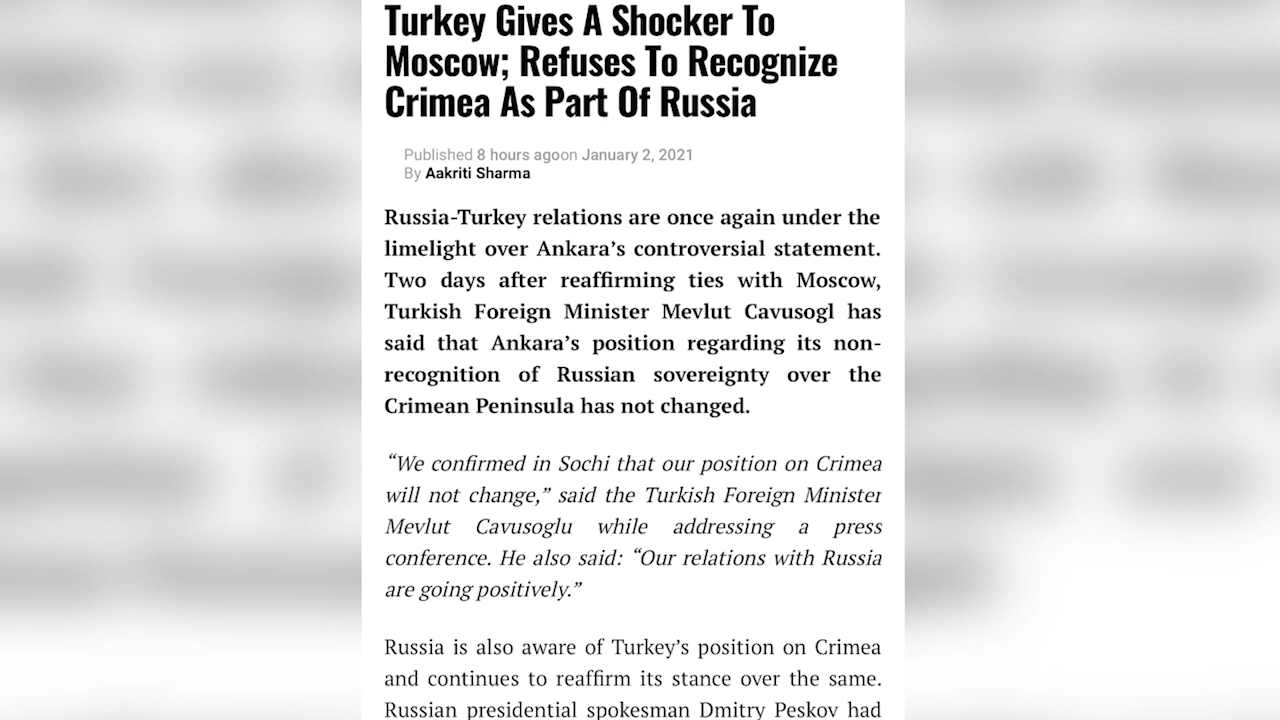 Turkey Gives A Shocker To
Moscow; Refuses To Recognize
Crimea As Part Of Russia
Published 8 hours agoon January 2, 2021
By Aakriti Sharma
Russia-Turkey relations are once again under the
limelight over Ankara’s controversial statement.
Two days after reaffirming ties with Moscow,
Turkish Foreign Minister Mevlut Cavusogl has
said that Ankara’s position regarding its non-
recognition of Russian sovereignty over the
Crimean Peninsula has not changed.
“We confirmed in Sochi that our position on Crimea
will not change,” said the Turkish Foreign Minister
Mevlut Cavusoglu while addressing a press
conference. He also said: “Our relations with Russia
are going positively.”
Russia is also aware of Turkey’s position on Crimea
and continues to reaffirm its stance over the same.
Russian presidential spokesman Dmitry Peskov had